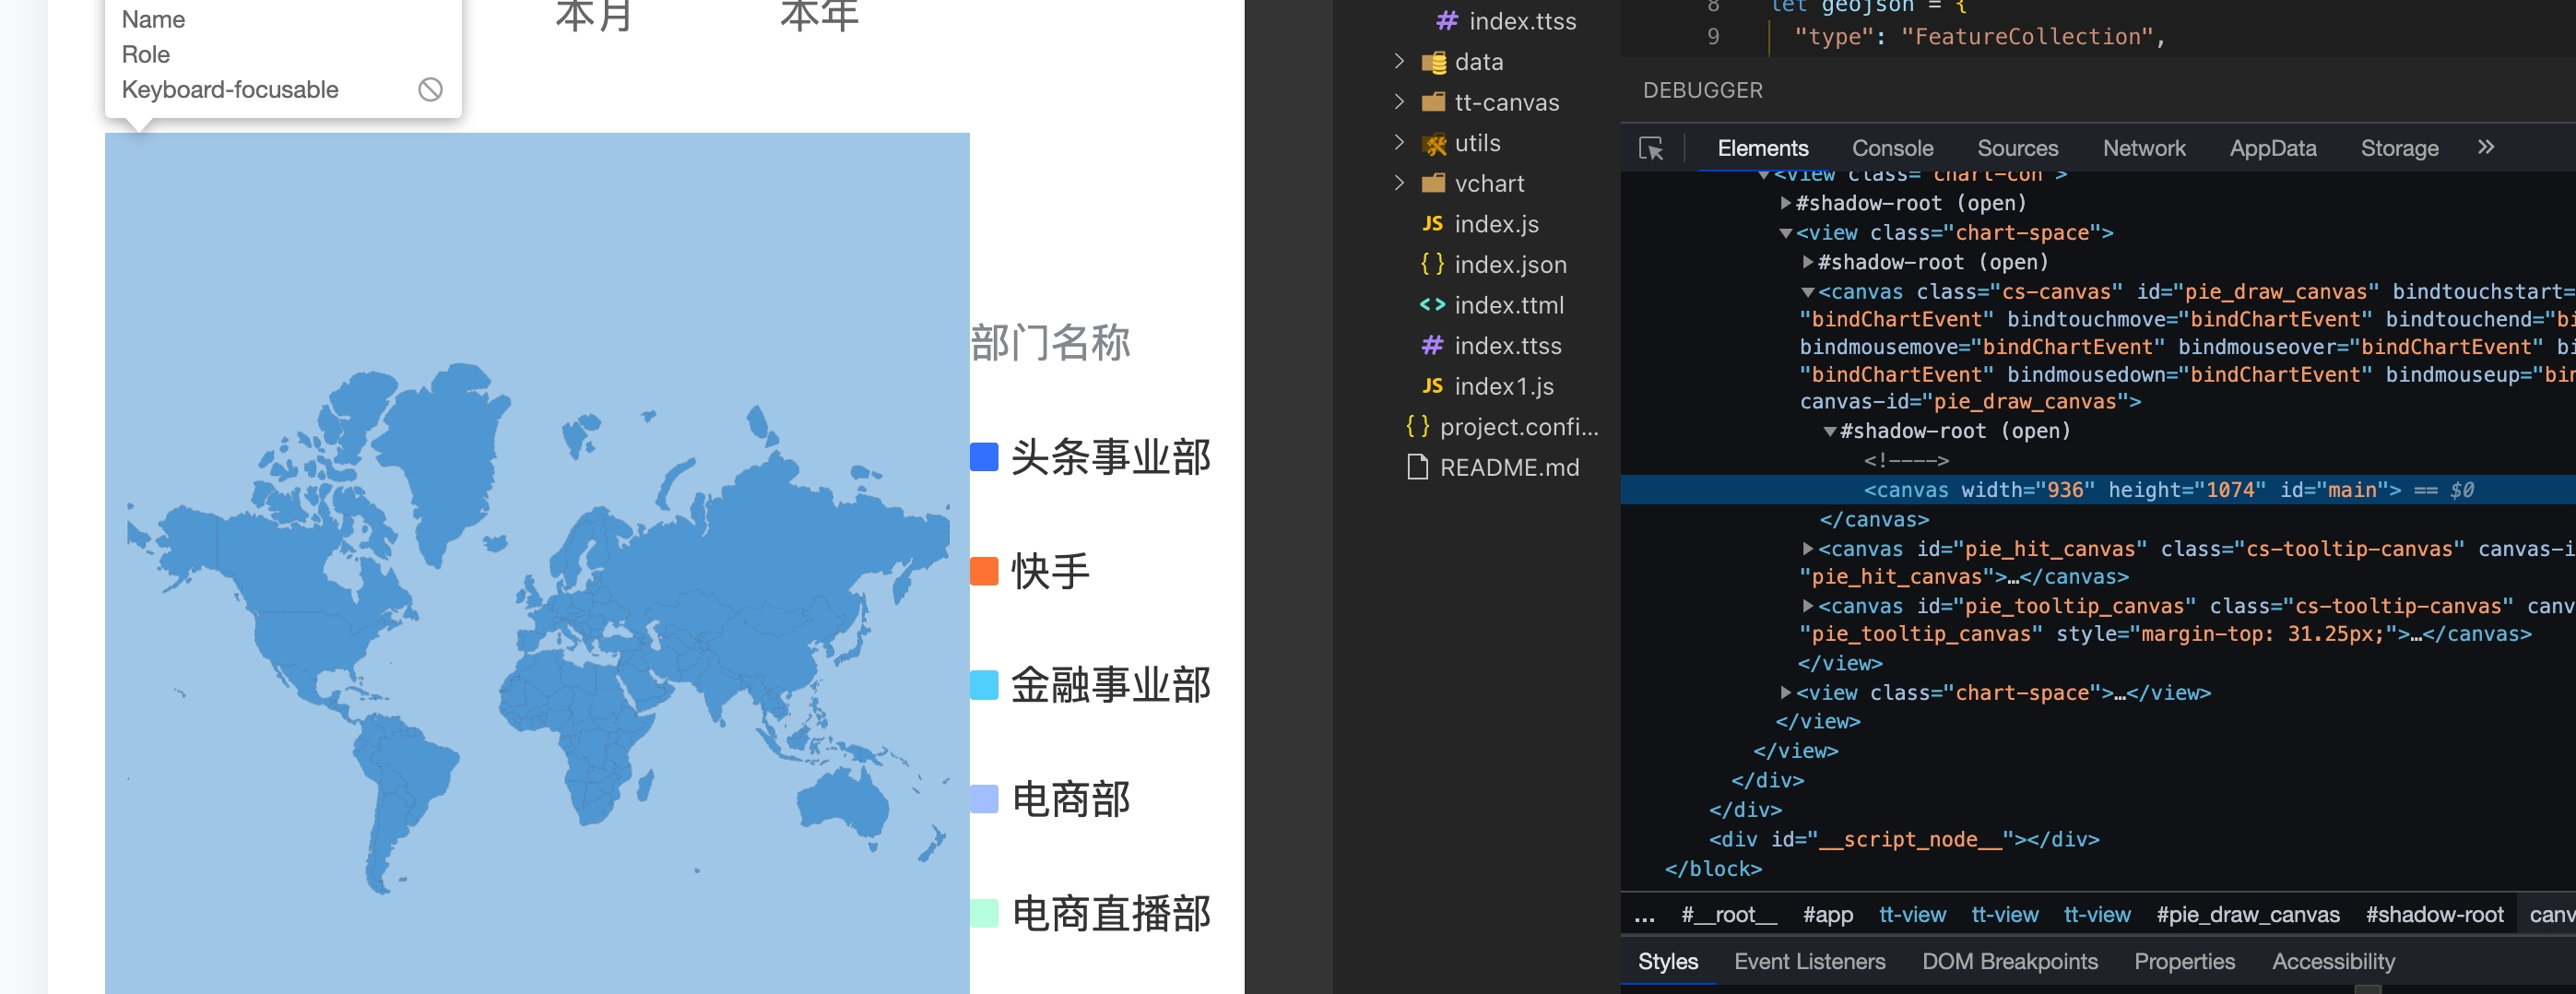 Name
Role
Keyboard-focusable
本月
本年
部门名称
头条事业部
快手
金融事业部
电商部
电商直播部
index.ttss
data
tt-canvas
utils
vchart
index.js
index.json
index.ttml
index.ttss
index1.js
project.confi...
README.md
8 let geojson = {
9 "type": "FeatureCollection",
DEBUGGER
Elements Console Sources Network AppData Storage
<view class="chart-con">
#shadow-root (open)
<view class="chart-space">
#shadow-root (open)
<canvas class="cs-canvas" id="pie_draw_canvas" bindtouchstart=
"bindChartEvent" bindtouchmove="bindChartEvent" bindtouchend="bi
bindmousemove="bindChartEvent" bindmouseover="bindChartEvent" bi
"bindChartEvent" bindmousedown="bindChartEvent" bindmouseup="bin
canvas-id="pie_draw_canvas">
#shadow-root (open)
<!---->
<canvas width="936" height="1074" id="main"> == $0
</canvas>
<canvas id="pie_hit_canvas" class="cs-tooltip-canvas" canvas-i
"pie_hit_canvas">…</canvas>
<canvas id="pie_tooltip_canvas" class="cs-tooltip-canvas" canv
"pie_tooltip_canvas" style="margin-top: 31.25px;">…</canvas>
</view>
<view class="chart-space">…</view>
</view>
</view>
</div>
</div>
<div id="__script_node__"></div>
</block>
... #__root__ #app tt-view tt-view tt-view #pie_draw_canvas #shadow-root canv
Styles Event Listeners DOM Breakpoints Properties Accessibility